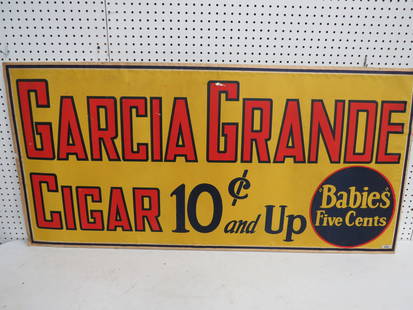 GARCIA GRANDE
CIGAR 10¢ and Up
"Babies"
Five Cents